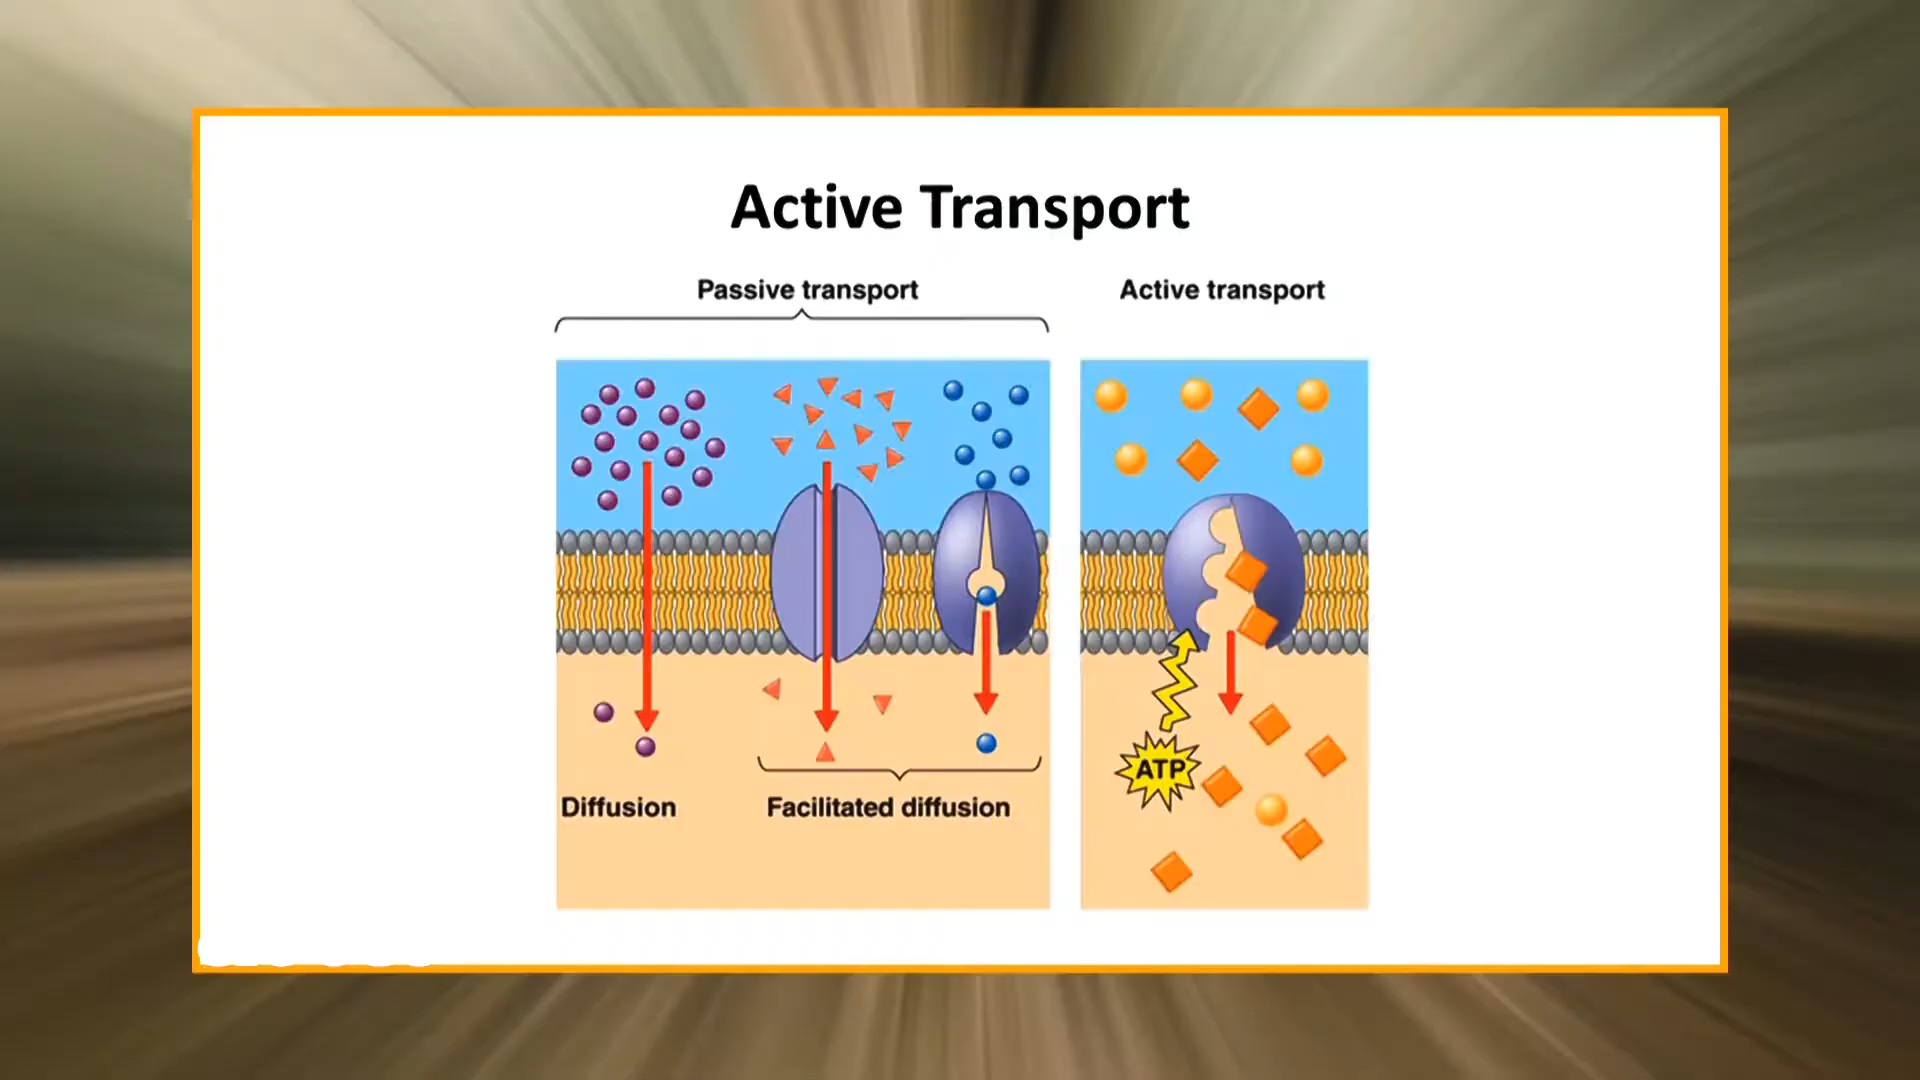 Active Transport
Passive transport
Active transport
ATP
Diffusion
Facilitated diffusion